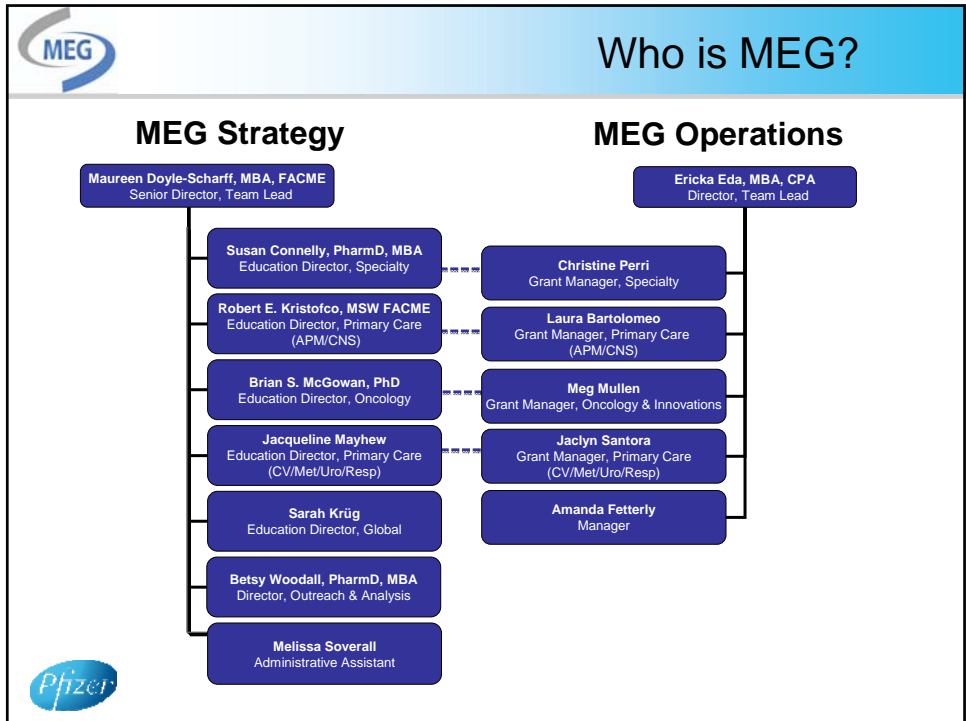 MEG
Who is MEG?
MEG Strategy
Maureen Doyle-Scharff, MBA, FACME
Senior Director, Team Lead
Susan Connelly, PharmD, MBA
Education Director, Specialty
Robert E. Kristofco, MSW FACME
Education Director, Primary Care
(APM/CNS)
Brian S. McGowan, PhD
Education Director, Oncology
Jacqueline Mayhew
Education Director, Primary Care
(CV/Met/Uro/Resp)
Sarah Krüg
Education Director, Global
Betsy Woodall, PharmD, MBA
Director, Outreach & Analysis
Melissa Soverall
Administrative Assistant
MEG Operations
Ericka Eda, MBA, CPA
Director, Team Lead
Christine Perri
Grant Manager, Specialty
Laura Bartolomeo
Grant Manager, Primary Care
(APM/CNS)
Meg Mullen
Grant Manager, Oncology & Innovations
Jaclyn Santora
Grant Manager, Primary Care
(CV/Met/Uro/Resp)
Amanda Fetterly
Manager
Pfizer